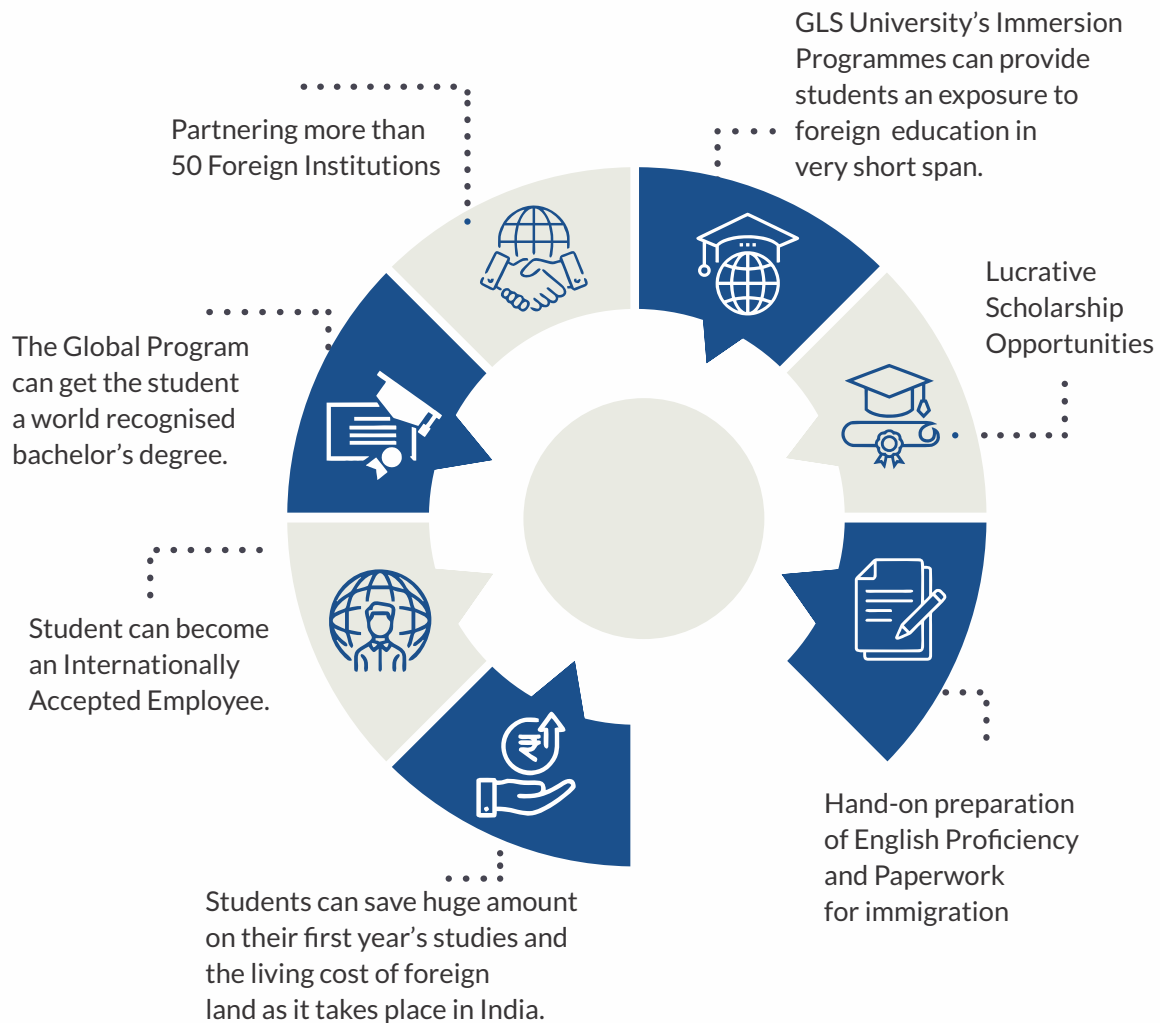 GLS University’s Immersion
Programmes can provide
students an exposure to
foreign education in
very short span.
Partnering more than
50 Foreign Institutions
Lucrative
Scholarship
Opportunities
The Global Program
can get the student
a world recognised
bachelor’s degree.
Student can become
an Internationally
Accepted Employee.
₹
Hand-on preparation
of English Proficiency
and Paperwork
for immigration
Students can save huge amount
on their first year’s studies and
the living cost of foreign
land as it takes place in India.